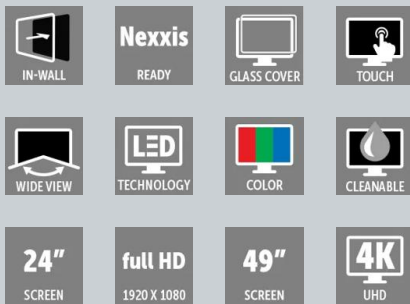 IN-WALL
Nexxis
READY
GLASS COVER
TOUCH
WIDE VIEW
LED
TECHNOLOGY
COLOR
CLEANABLE
24"
SCREEN
full HD
1920 X 1080
49"
SCREEN
4K
UHD